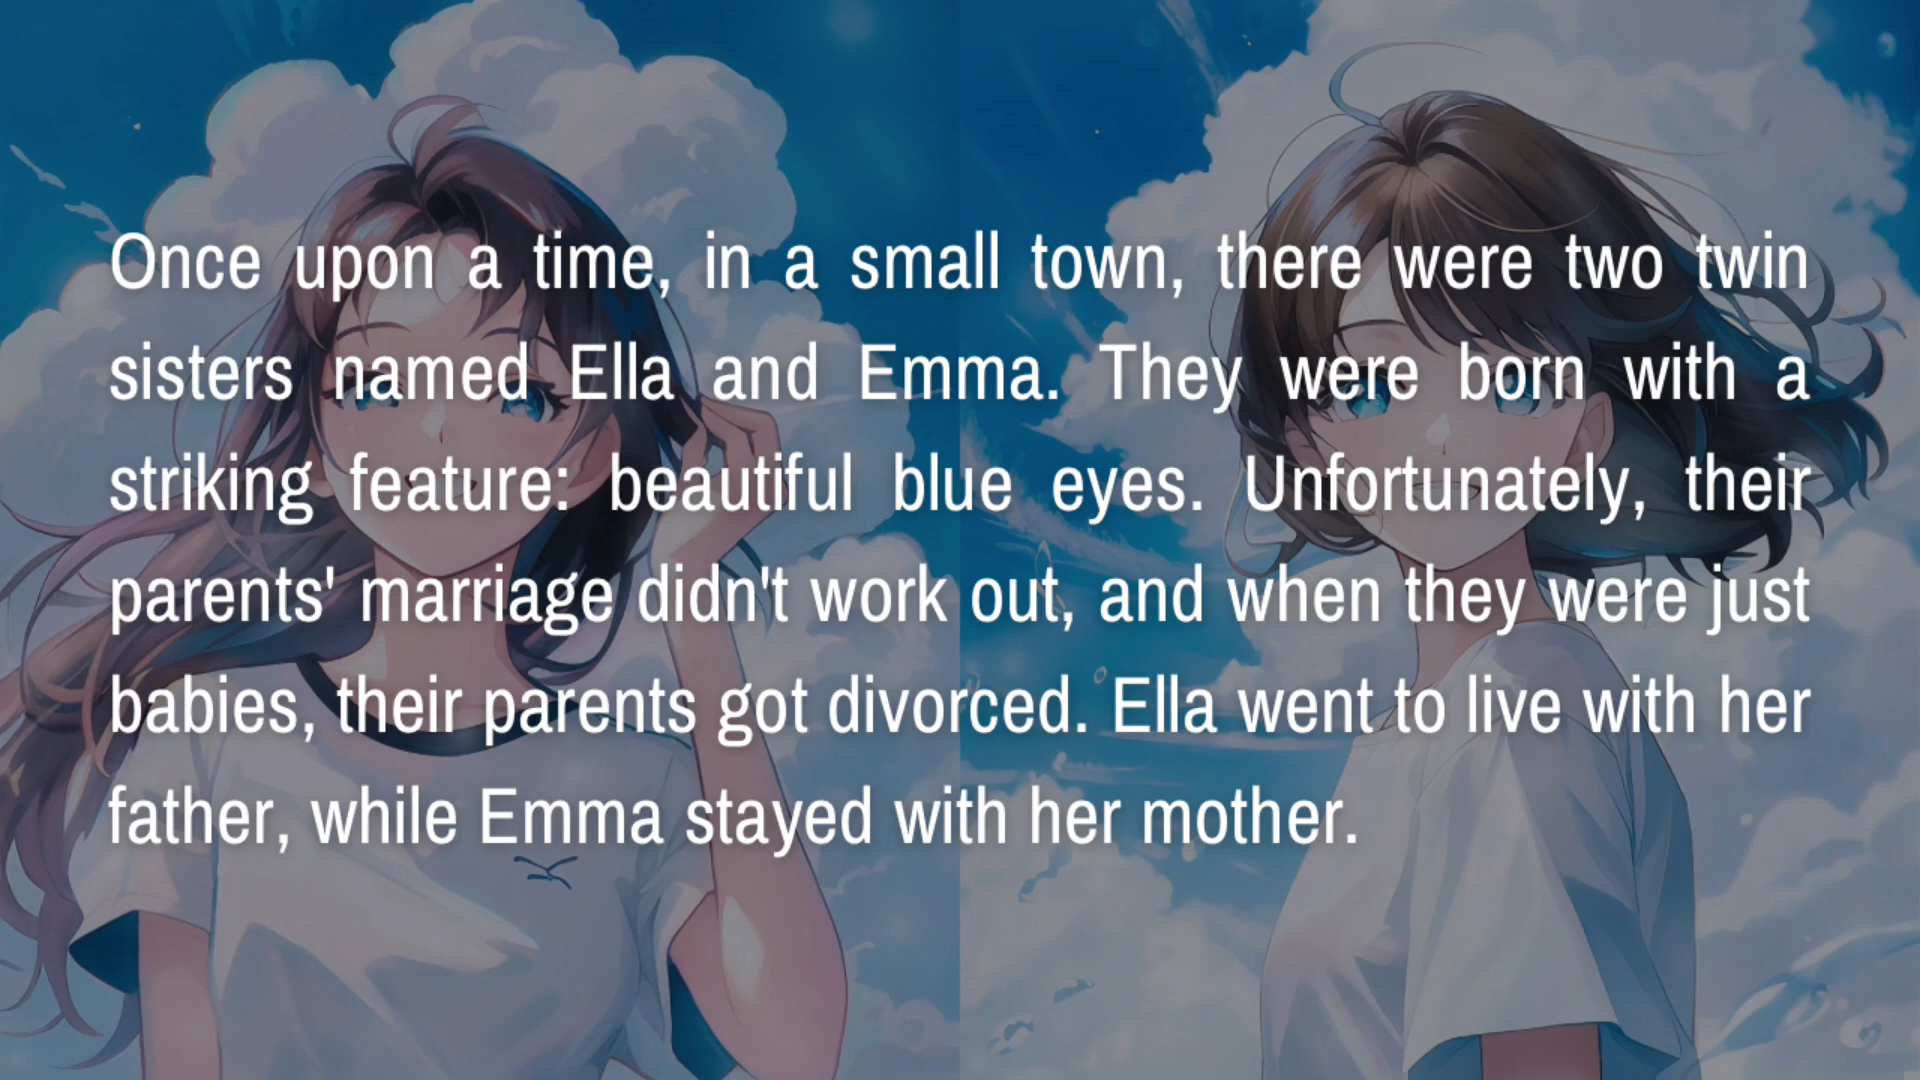 Once upon a time, in a small town, there were two twin
sisters named Ella and Emma. They were born with a
striking feature: beautiful blue eyes. Unfortunately, their
parents' marriage didn't work out, and when they were just
babies, their parents got divorced. Ella went to live with her
father, while Emma stayed with her mother.